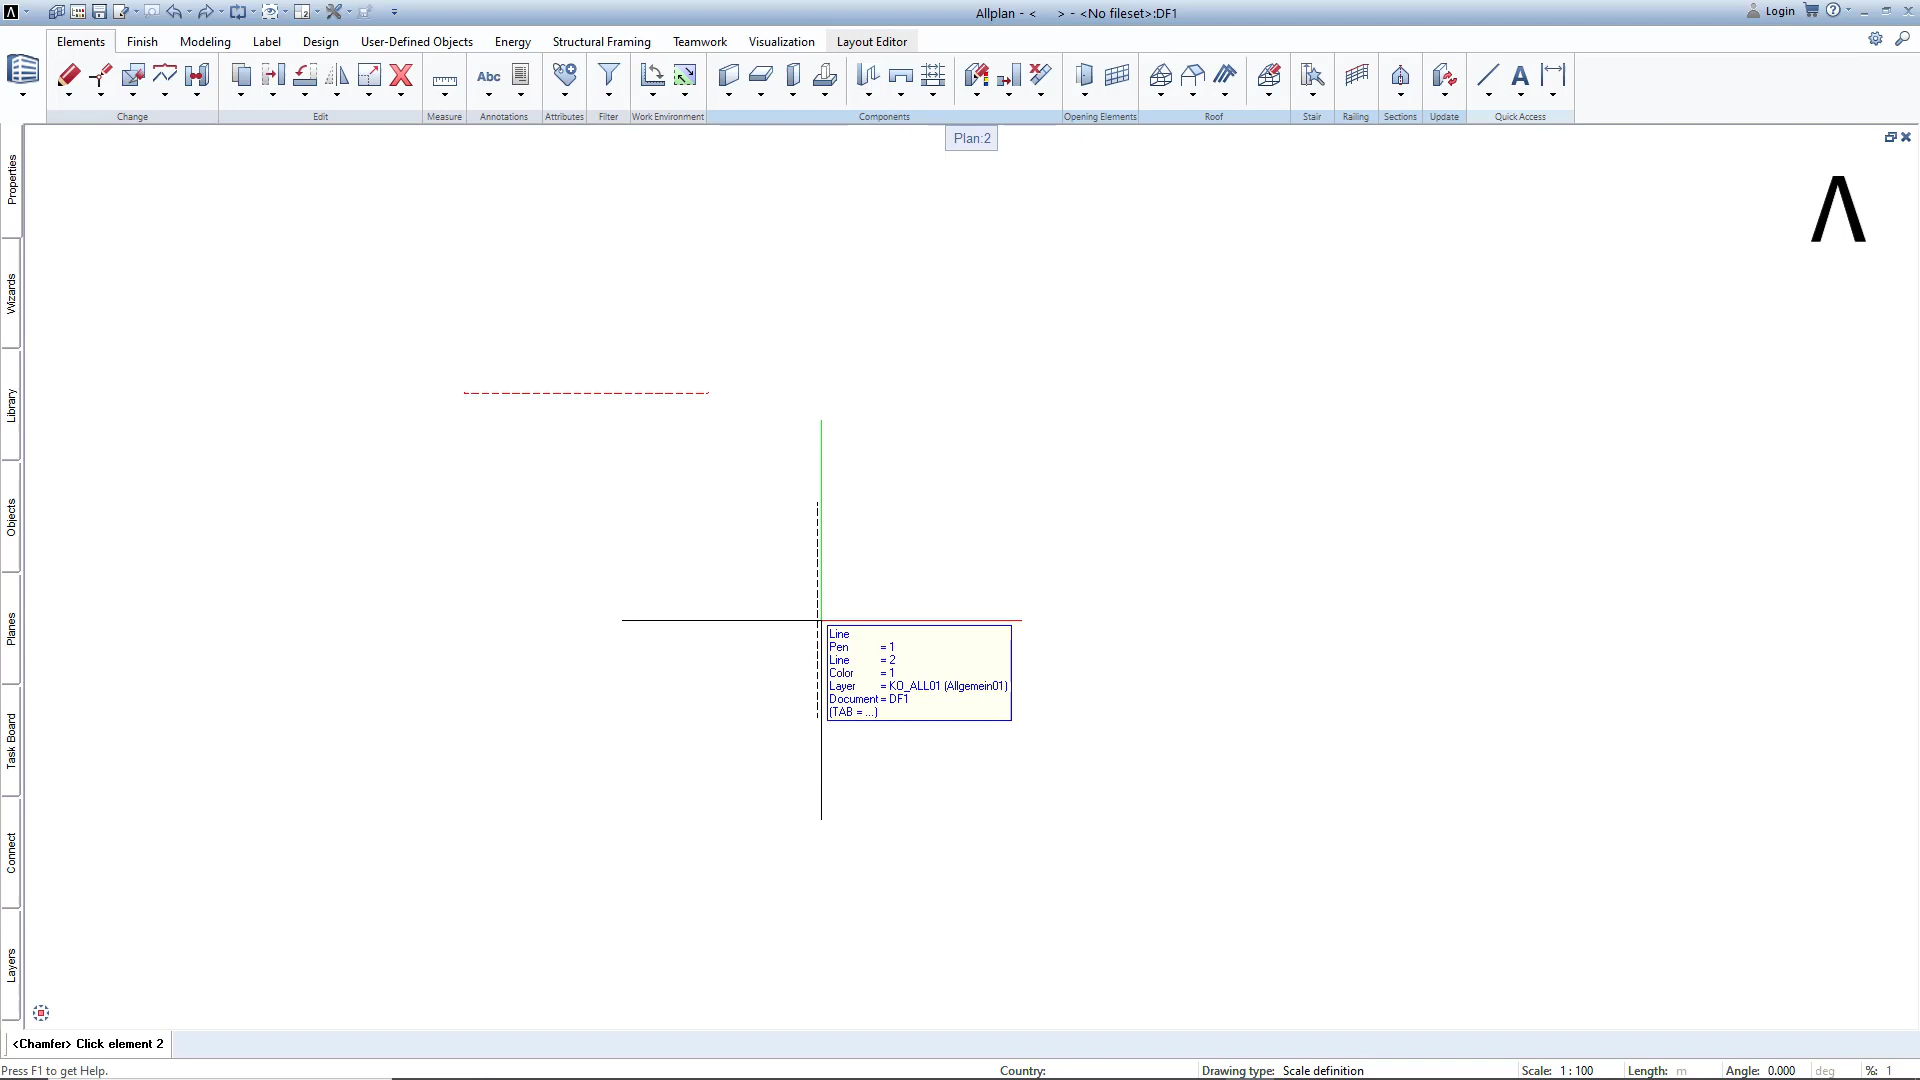 Allplan - <      > - <No fileset>:DF1
Login
Elements Finish Modeling Label Design User-Defined Objects Energy Structural Framing Teamwork Visualization Layout Editor
Abc
Change Edit Measure Annotations Attributes Filter Work Environment Components Opening Elements Roof Stair Railing Sections Update Quick Access
Plan:2
Properties
Wizards
Library
Objects
Planes
Task Board
Connect
Layers
Line
Pen = 1
Line = 2
Color = 1
Layer = KO_ALL01 (Allgemein01)
Document = DF1
(TAB = ...)
<Chamfer> Click element 2
Press F1 to get Help.
Country:
Drawing type: Scale definition
Scale: 1 : 100
Length: m
Angle: 0.000 deg
%: 1